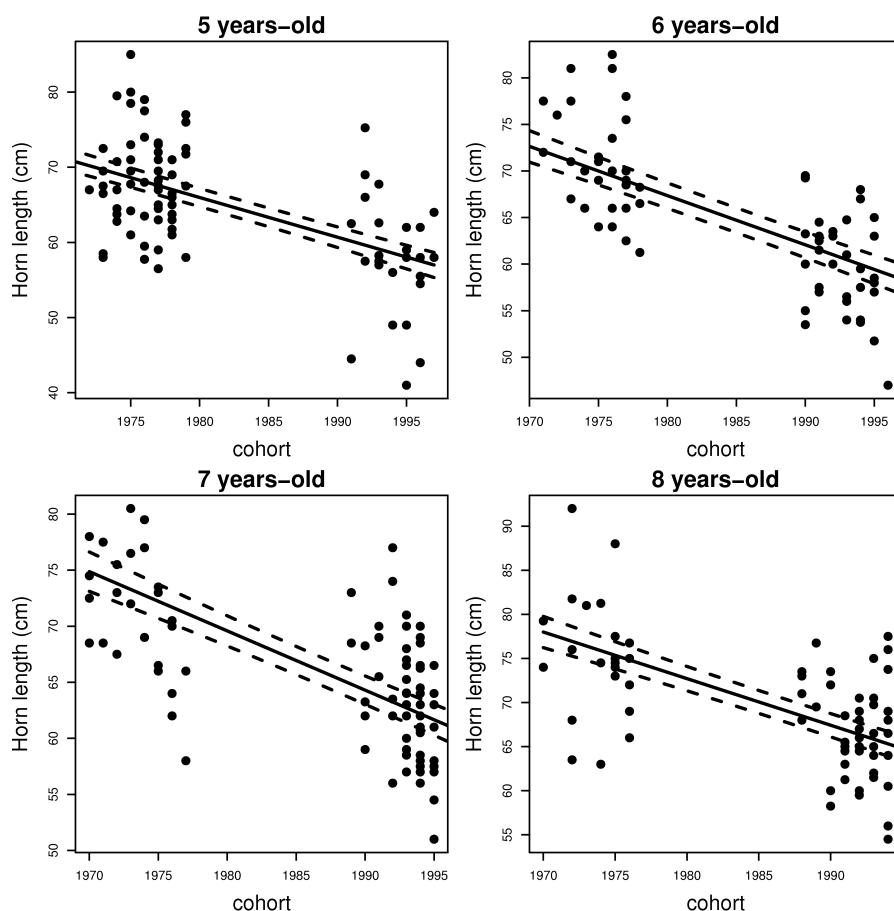 5 years−old
Horn length (cm)
40 50 60 70 80
1975 1980 1985 1990 1995
cohort
6 years−old
Horn length (cm)
50 55 60 65 70 75 80
1970 1975 1980 1985 1990 1995
cohort
7 years−old
Horn length (cm)
50 55 60 65 70 75 80
1970 1975 1980 1985 1990 1995
cohort
8 years−old
Horn length (cm)
55 60 65 70 75 80 85 90
1970 1975 1980 1985 1990
cohort